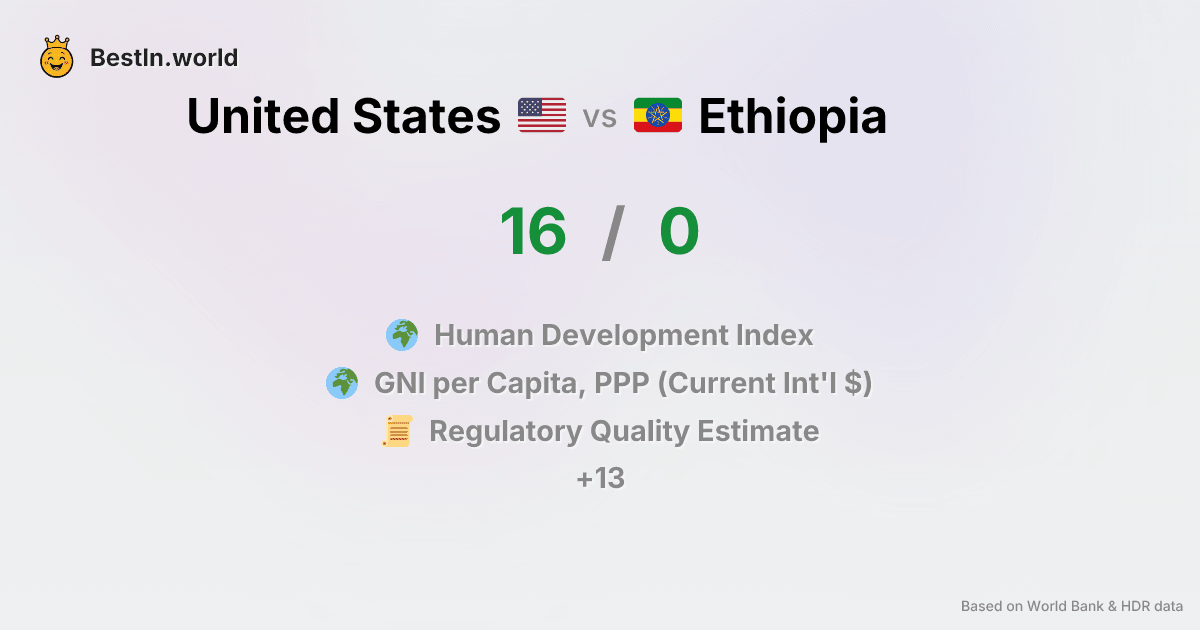 BestIn.world
United States vs Ethiopia
16 / 0
Human Development Index
GNI per Capita, PPP (Current Int'l $)
Regulatory Quality Estimate
+13
Based on World Bank & HDR data